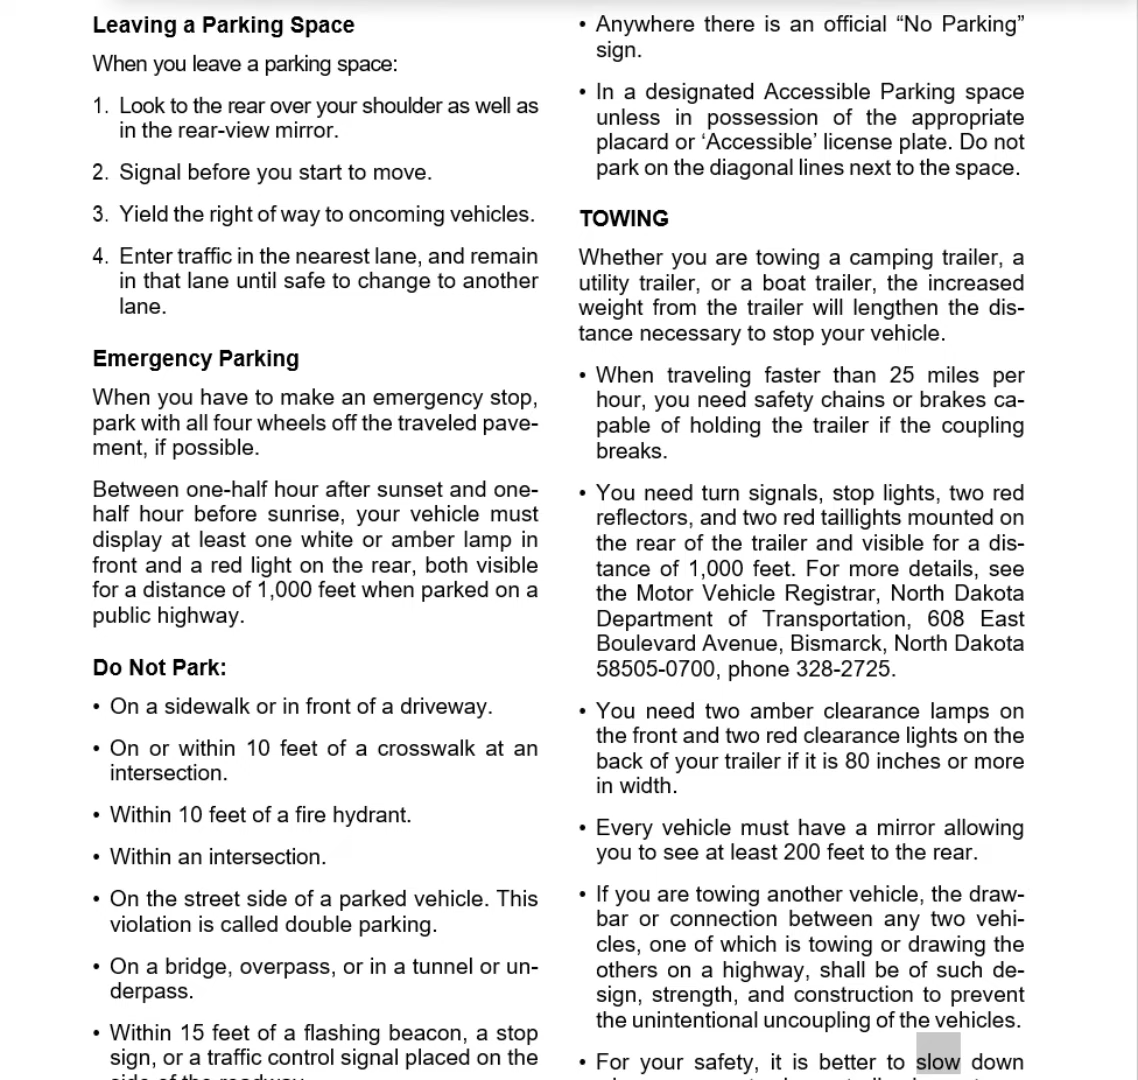 Leaving a Parking Space
When you leave a parking space:
1. Look to the rear over your shoulder as well as
in the rear-view mirror.
2. Signal before you start to move.
3. Yield the right of way to oncoming vehicles.
4. Enter traffic in the nearest lane, and remain
in that lane until safe to change to another
lane.
Emergency Parking
When you have to make an emergency stop,
park with all four wheels off the traveled pave-
ment, if possible.
Between one-half hour after sunset and one-
half hour before sunrise, your vehicle must
display at least one white or amber lamp in
front and a red light on the rear, both visible
for a distance of 1,000 feet when parked on a
public highway.
Do Not Park:
• On a sidewalk or in front of a driveway.
• On or within 10 feet of a crosswalk at an
intersection.
• Within 10 feet of a fire hydrant.
• Within an intersection.
• On the street side of a parked vehicle. This
violation is called double parking.
• On a bridge, overpass, or in a tunnel or un-
derpass.
• Within 15 feet of a flashing beacon, a stop
sign, or a traffic control signal placed on the
side of the roadway.
• Anywhere there is an official “No Parking”
sign.
• In a designated Accessible Parking space
unless in possession of the appropriate
placard or ‘Accessible’ license plate. Do not
park on the diagonal lines next to the space.
TOWING
Whether you are towing a camping trailer, a
utility trailer, or a boat trailer, the increased
weight from the trailer will lengthen the dis-
tance necessary to stop your vehicle.
• When traveling faster than 25 miles per
hour, you need safety chains or brakes ca-
pable of holding the trailer if the coupling
breaks.
• You need turn signals, stop lights, two red
reflectors, and two red taillights mounted on
the rear of the trailer and visible for a dis-
tance of 1,000 feet. For more details, see
the Motor Vehicle Registrar, North Dakota
Department of Transportation, 608 East
Boulevard Avenue, Bismarck, North Dakota
58505-0700, phone 328-2725.
• You need two amber clearance lamps on
the front and two red clearance lights on the
back of your trailer if it is 80 inches or more
in width.
• Every vehicle must have a mirror allowing
you to see at least 200 feet to the rear.
• If you are towing another vehicle, the draw-
bar or connection between any two vehi-
cles, one of which is towing or drawing the
others on a highway, shall be of such de-
sign, strength, and construction to prevent
the unintentional uncoupling of the vehicles.
• For your safety, it is better to slow down